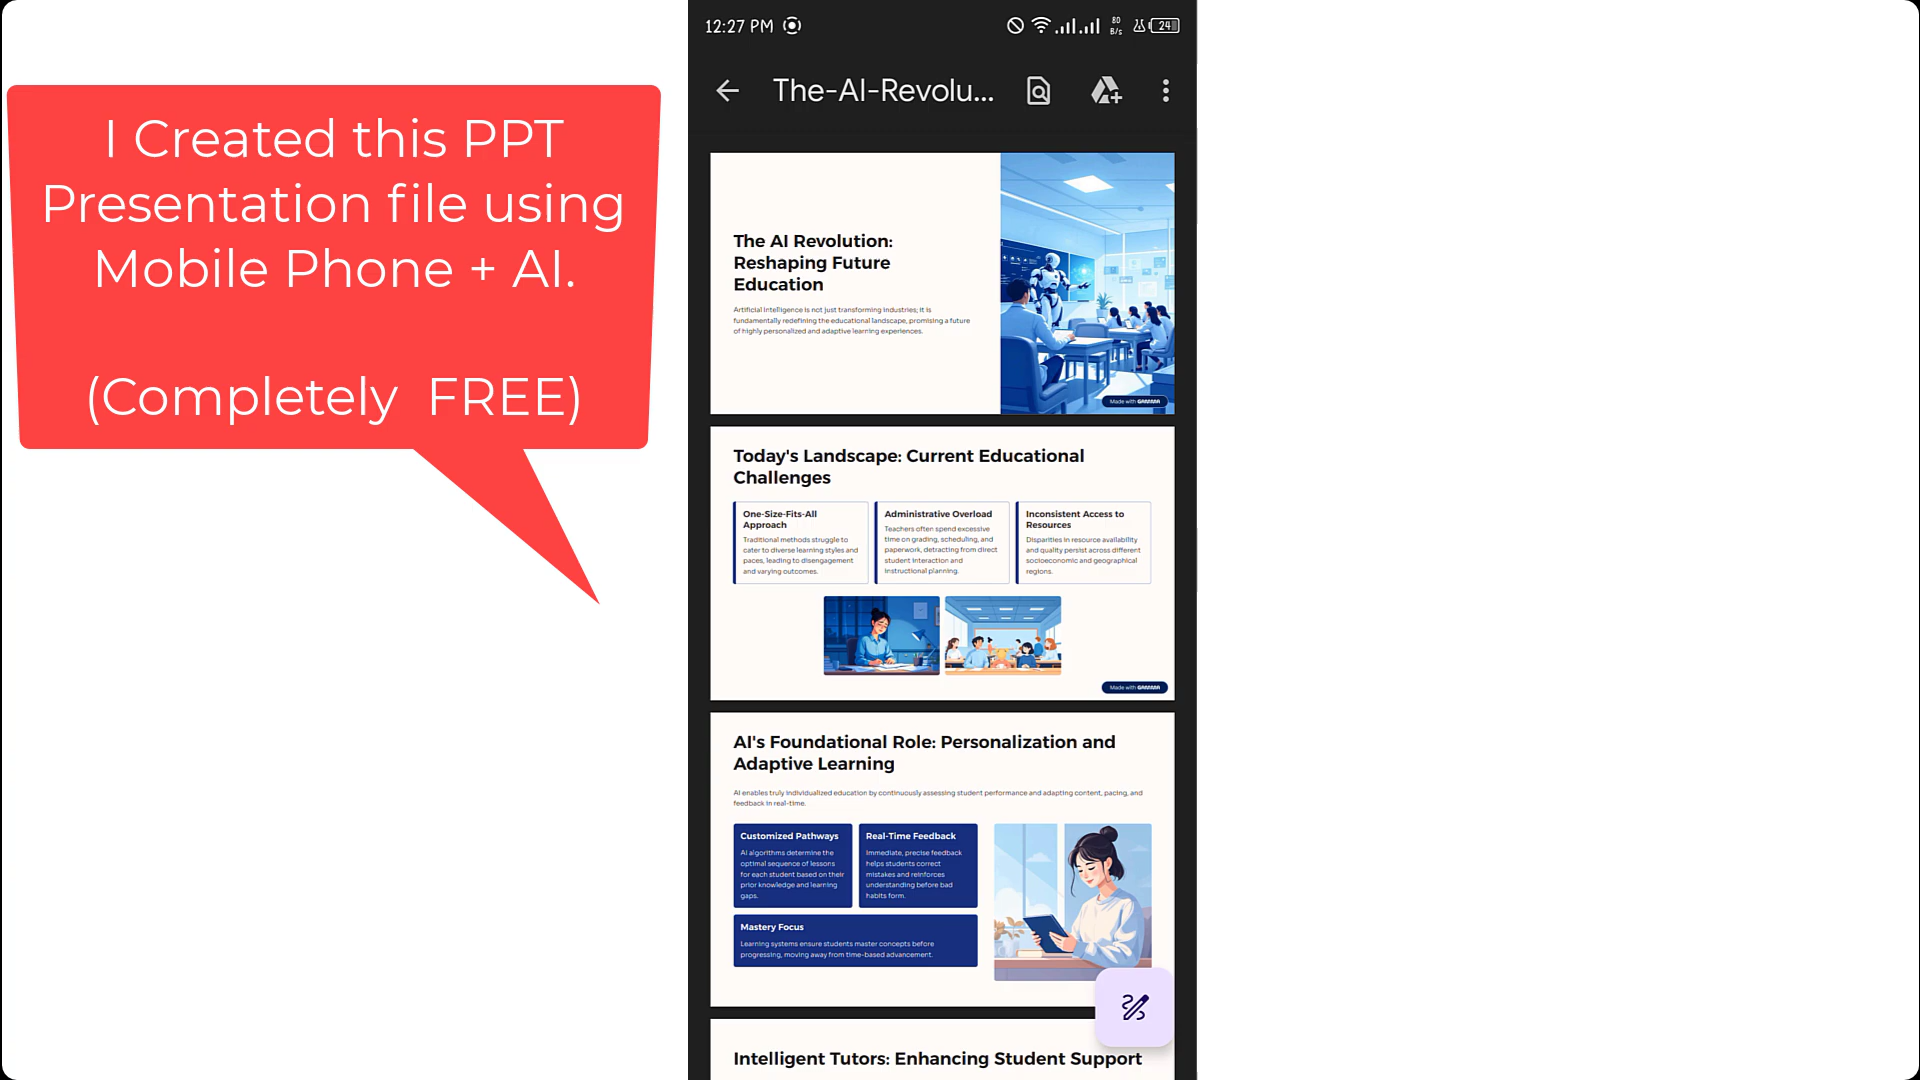 I Created this PPT
Presentation file using
Mobile Phone + AI.
(Completely FREE)
12:27 PM
80
B/s
24
The-AI-Revolu...
The AI Revolution:
Reshaping Future
Education
Artificial Intelligence is not just transforming industries; it is
fundamentally redefining the educational landscape, promising a future
of highly personalized and adaptive learning experiences.
Made with GAMMA
Today's Landscape: Current Educational
Challenges
One-Size-Fits-All
Approach
Traditional methods struggle to
cater to diverse learning styles and
paces, leading to disengagement
and varying outcomes.
Administrative Overload
Teachers often spend excessive
time on grading, scheduling, and
paperwork, detracting from direct
student interaction and
instructional planning.
Inconsistent Access to
Resources
Disparities in resource availability
and quality persist across different
socioeconomic and geographical
regions.
Made with GAMMA
AI's Foundational Role: Personalization and
Adaptive Learning
AI enables truly individualized education by continuously assessing student performance and adapting content, pacing, and
feedback in real-time.
Customized Pathways
AI algorithms determine the
optimal sequence of lessons
for each student based on their
prior knowledge and learning
gaps.
Real-Time Feedback
Immediate, precise feedback
helps students correct
mistakes and reinforces
understanding before bad
habits form.
Mastery Focus
Learning systems ensure students master concepts before
progressing, moving away from time-based advancement.
Intelligent Tutors: Enhancing Student Support